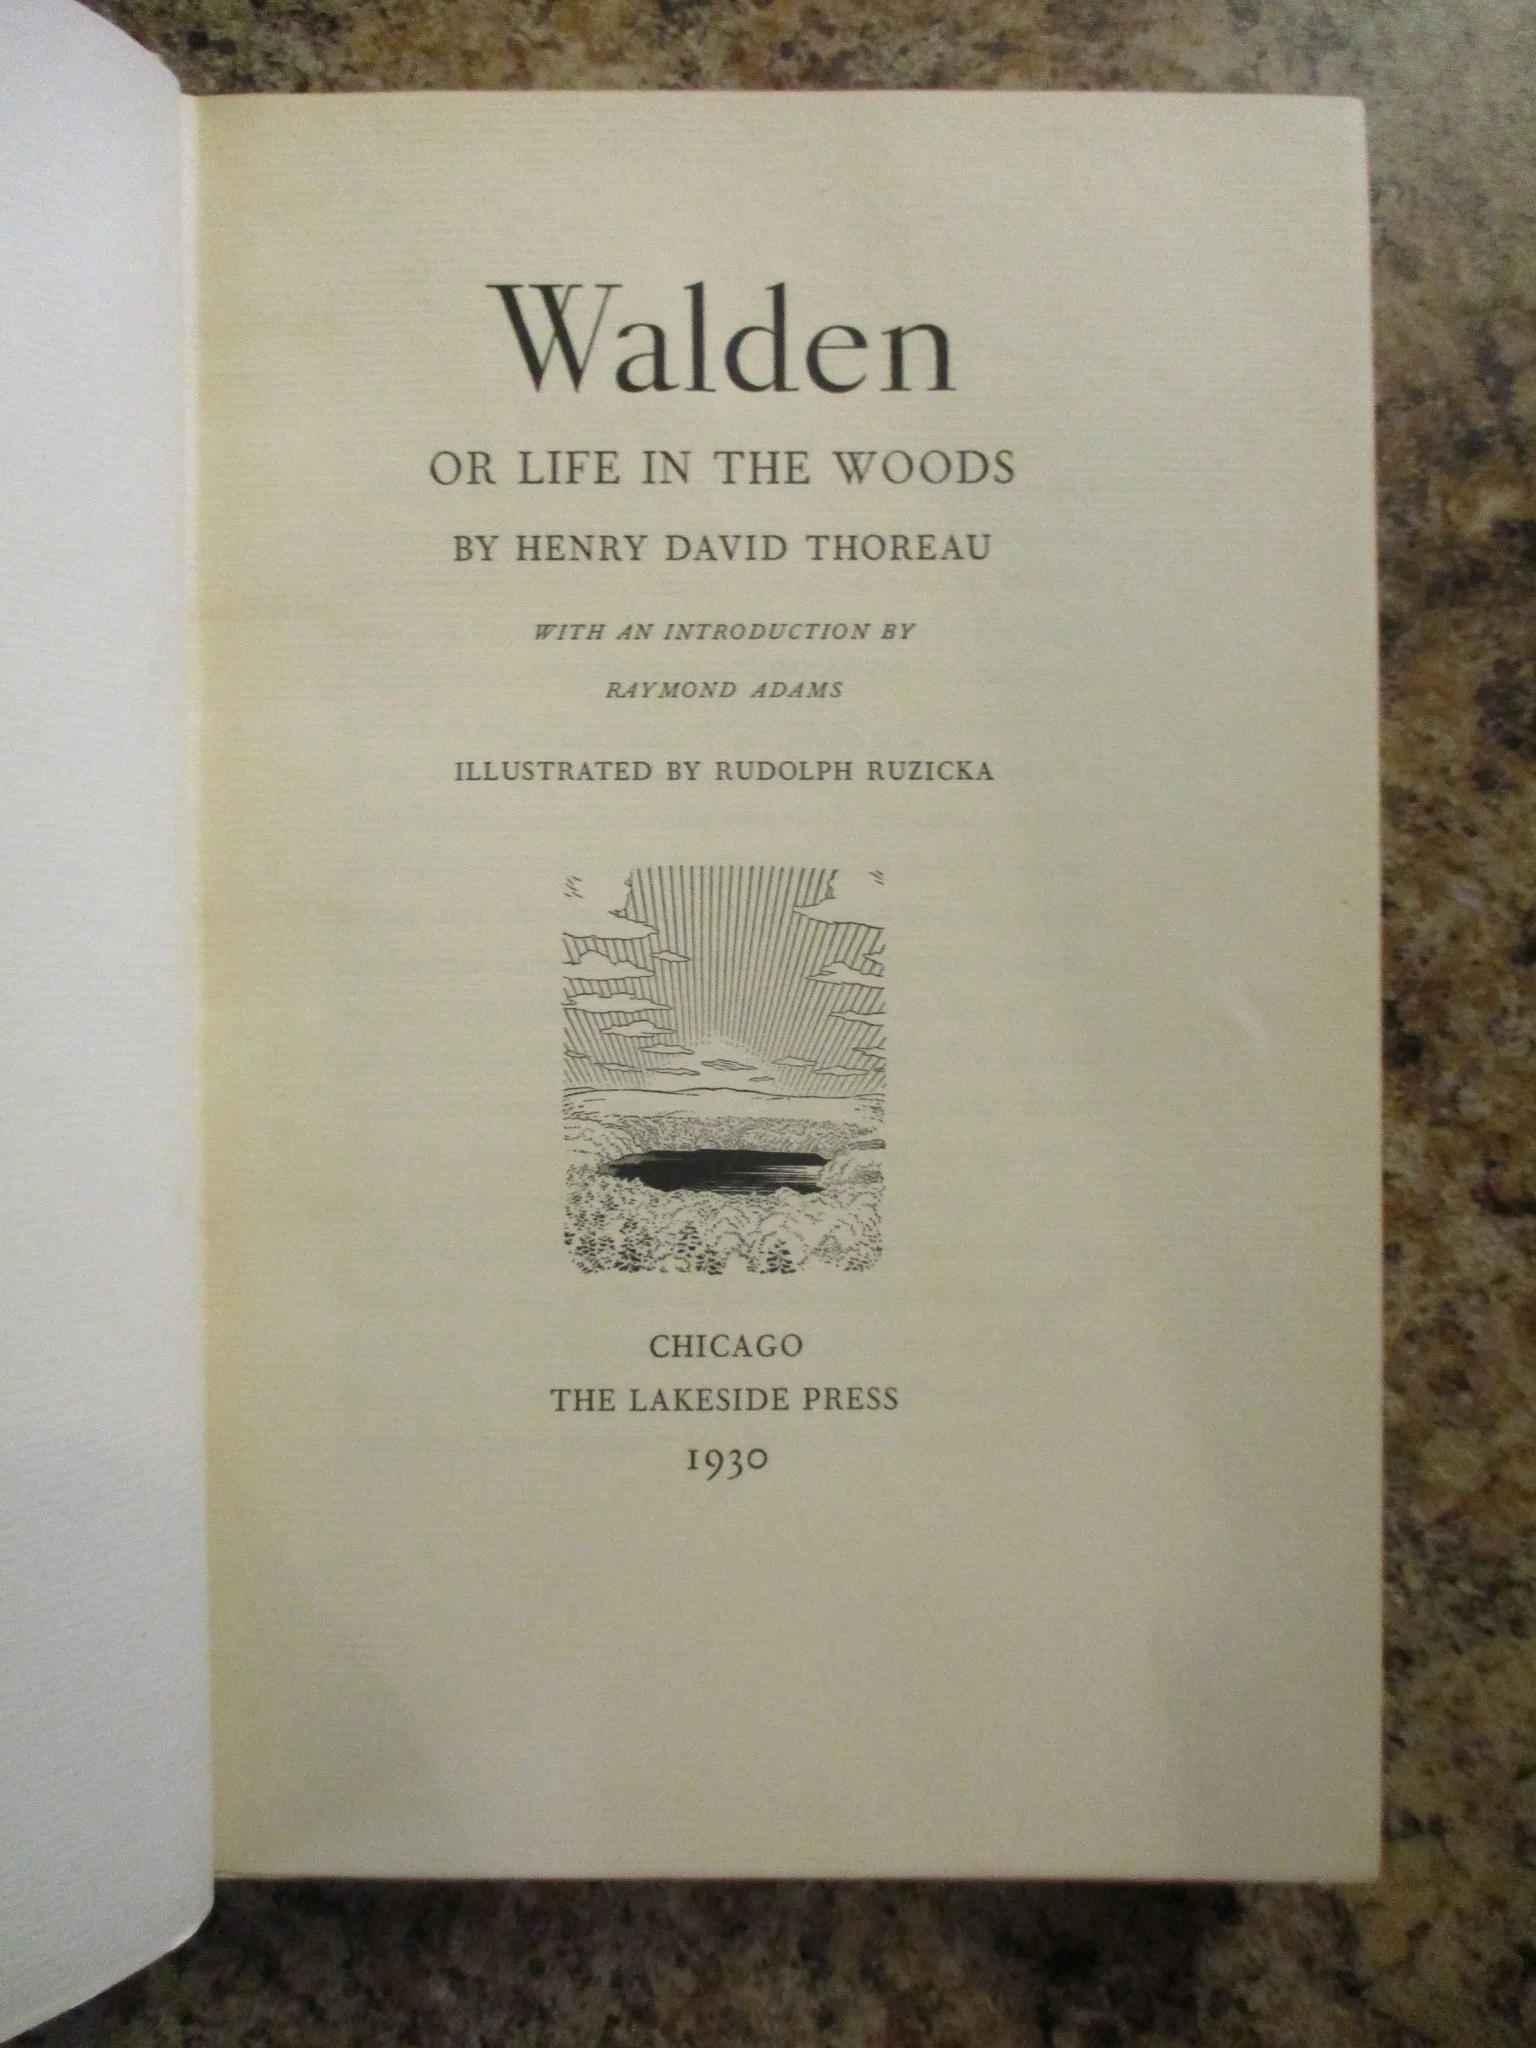 Walden
OR LIFE IN THE WOODS
BY HENRY DAVID THOREAU
WITH AN INTRODUCTION BY
RAYMOND ADAMS
ILLUSTRATED BY RUDOLPH RUZICKA
CHICAGO
THE LAKESIDE PRESS
1930